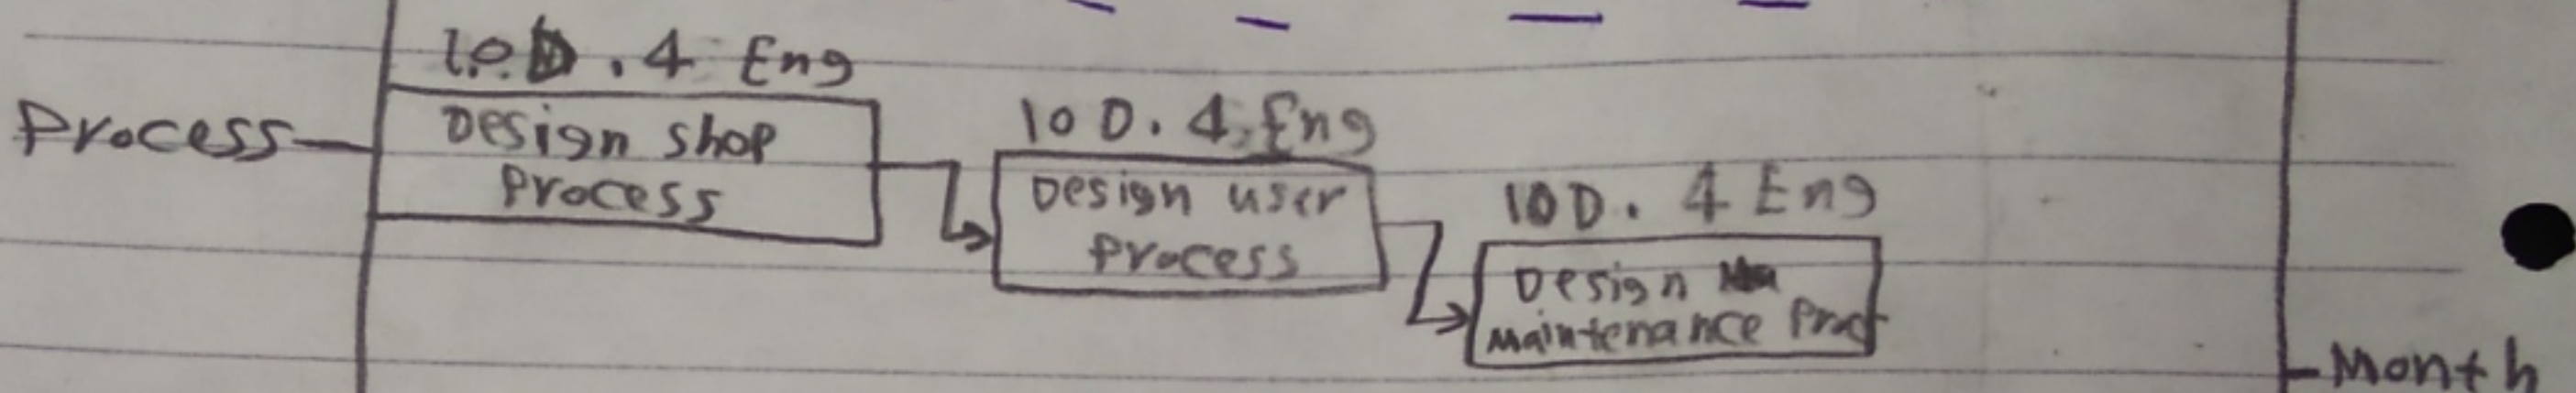 10D. 4 Eng
Process
Design shop
Process
10 D. 4 Eng
Design user
Process
10D. 4 Eng
Design
Maintenance Proc
Month